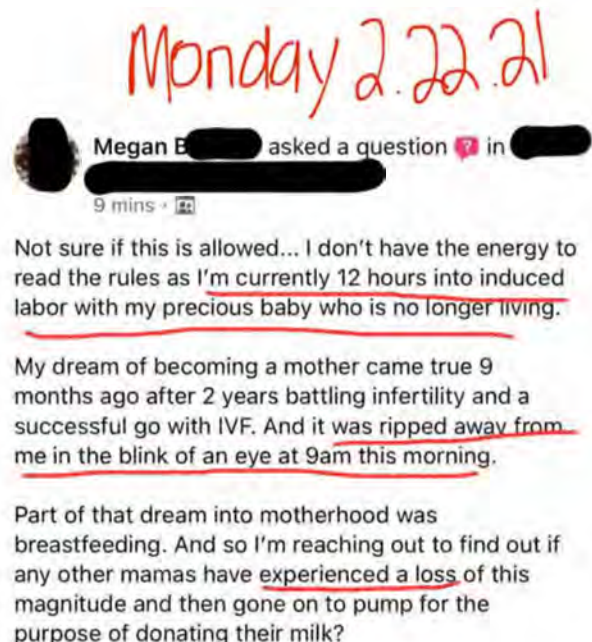 Monday 2.22.21
Megan B asked a question in
9 mins ·
Not sure if this is allowed... I don't have the energy to
read the rules as I'm currently 12 hours into induced
labor with my precious baby who is no longer living.
My dream of becoming a mother came true 9
months ago after 2 years battling infertility and a
successful go with IVF. And it was ripped away from
me in the blink of an eye at 9am this morning.
Part of that dream into motherhood was
breastfeeding. And so I'm reaching out to find out if
any other mamas have experienced a loss of this
magnitude and then gone on to pump for the
purpose of donating their milk?